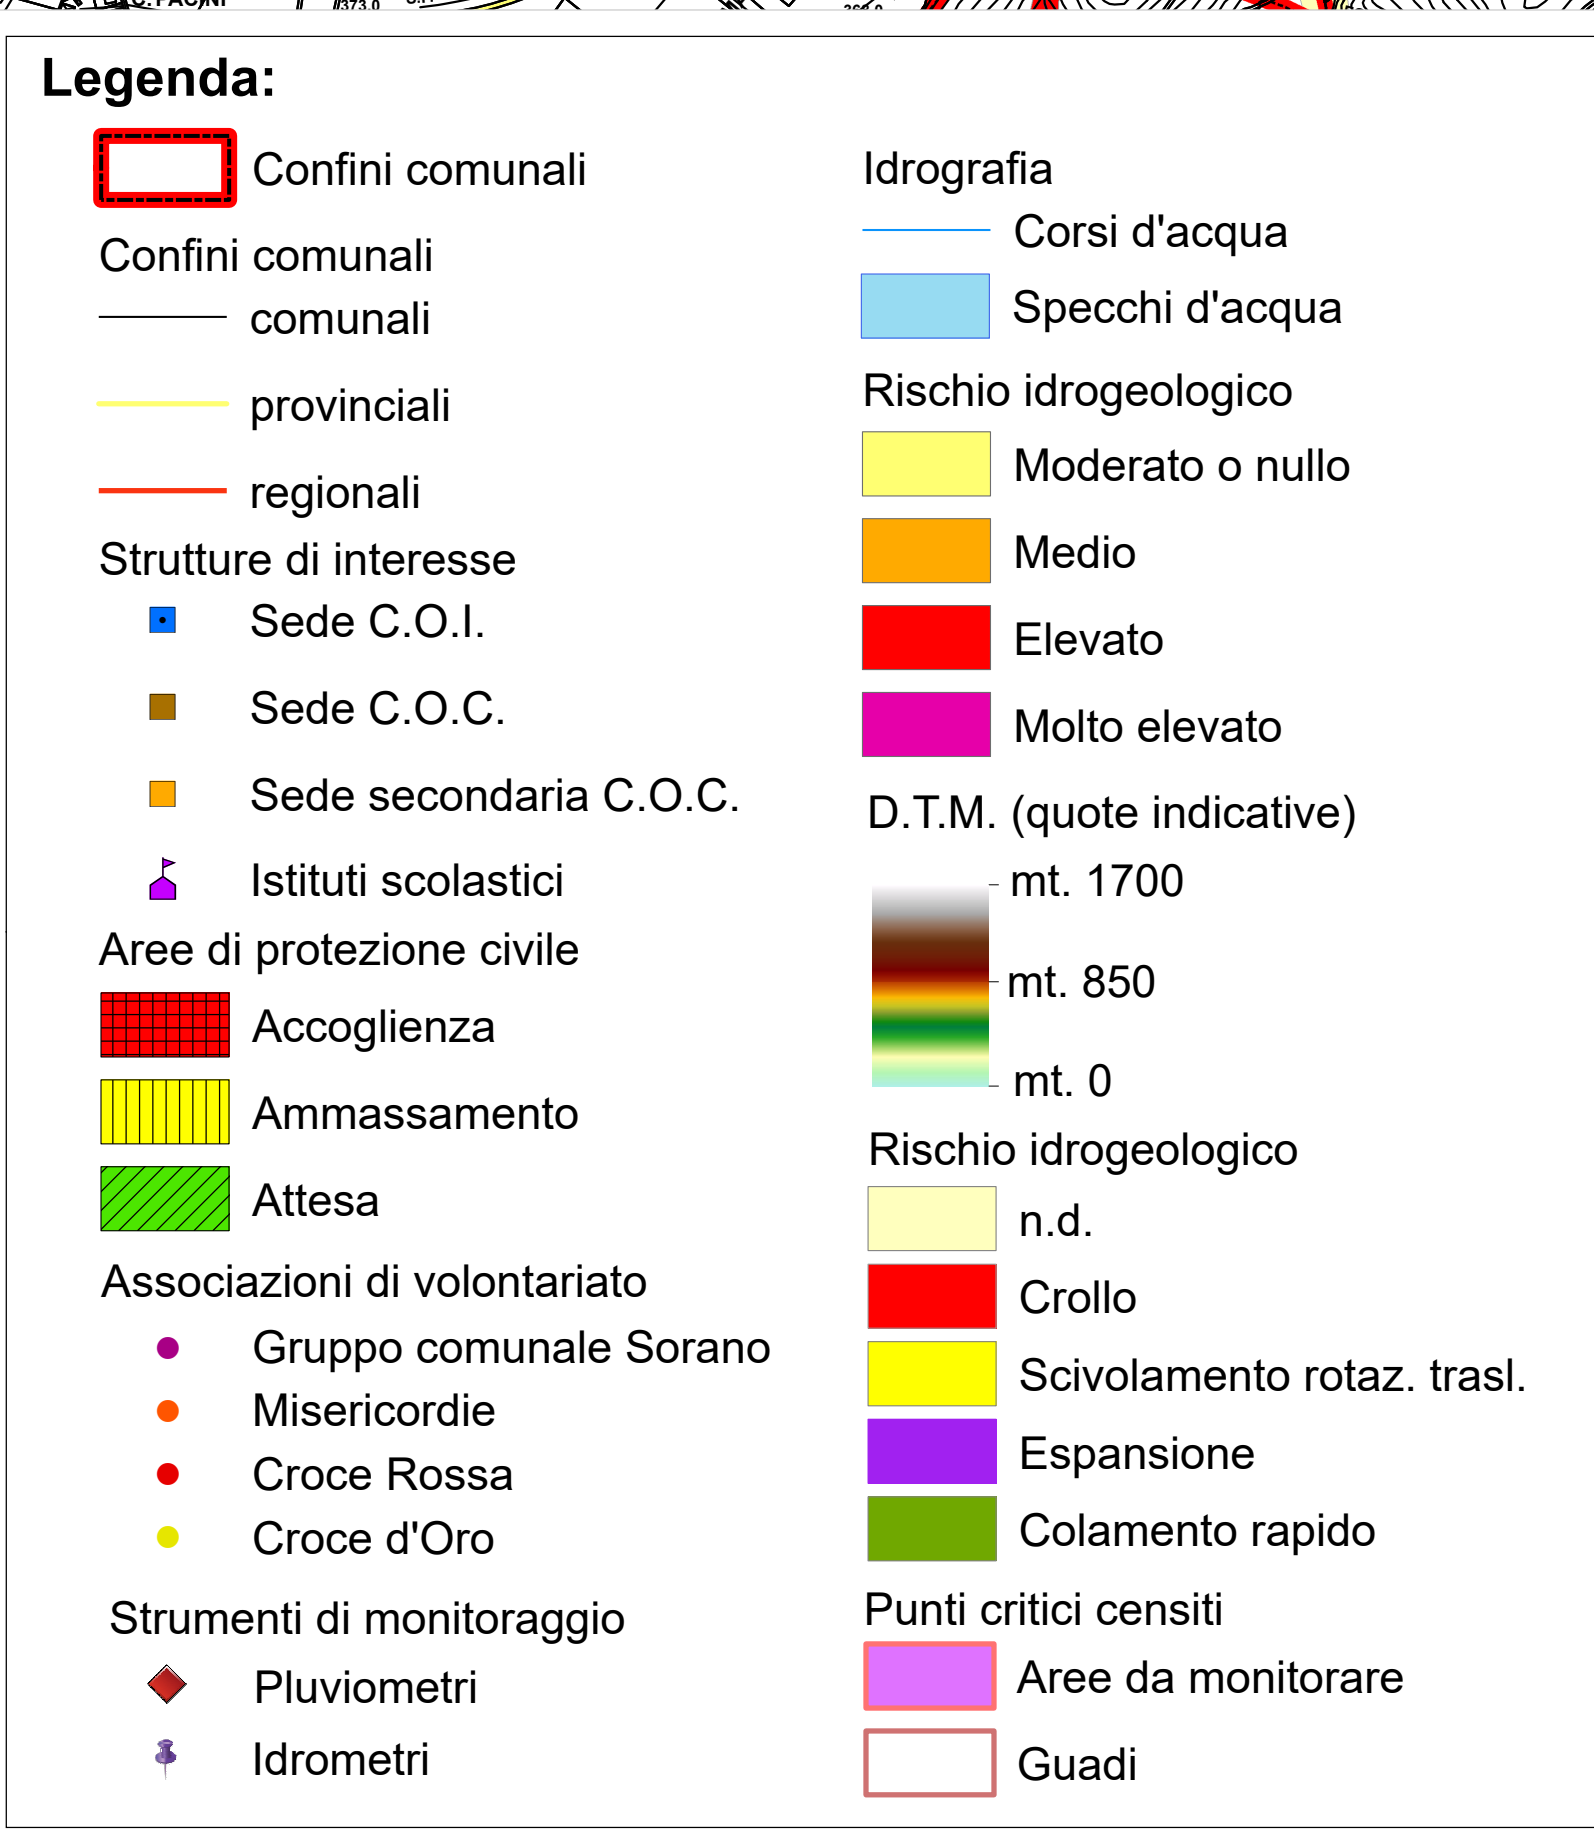 373.0
Legenda:
Confini comunali
Confini comunali
comunali
provinciali
regionali
Strutture di interesse
Sede C.O.I.
Sede C.O.C.
Sede secondaria C.O.C.
Istituti scolastici
Aree di protezione civile
Accoglienza
Ammassamento
Attesa
Associazioni di volontariato
Gruppo comunale Sorano
Misericordie
Croce Rossa
Croce d'Oro
Strumenti di monitoraggio
Pluviometri
Idrometri
Idrografia
Corsi d'acqua
Specchi d'acqua
Rischio idrogeologico
Moderato o nullo
Medio
Elevato
Molto elevato
D.T.M. (quote indicative)
mt. 1700
mt. 850
mt. 0
Rischio idrogeologico
n.d.
Crollo
Scivolamento rotaz. trasl.
Espansione
Colamento rapido
Punti critici censiti
Aree da monitorare
Guadi